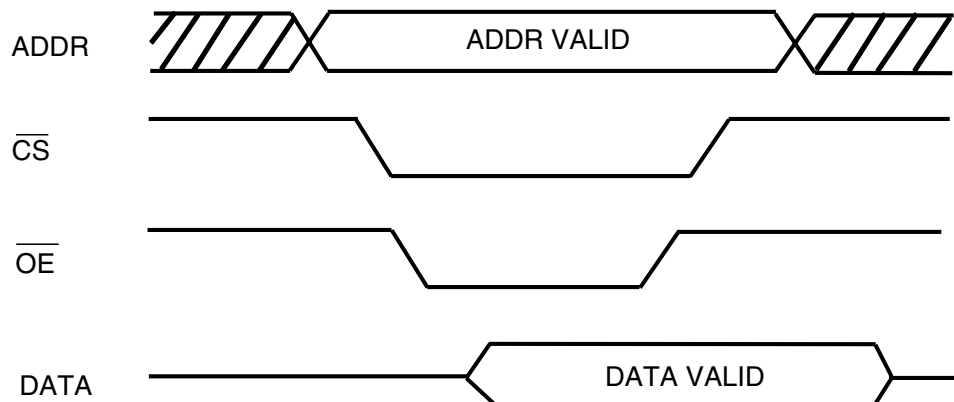 ADDR
ADDR VALID
CS
OE
DATA
DATA VALID